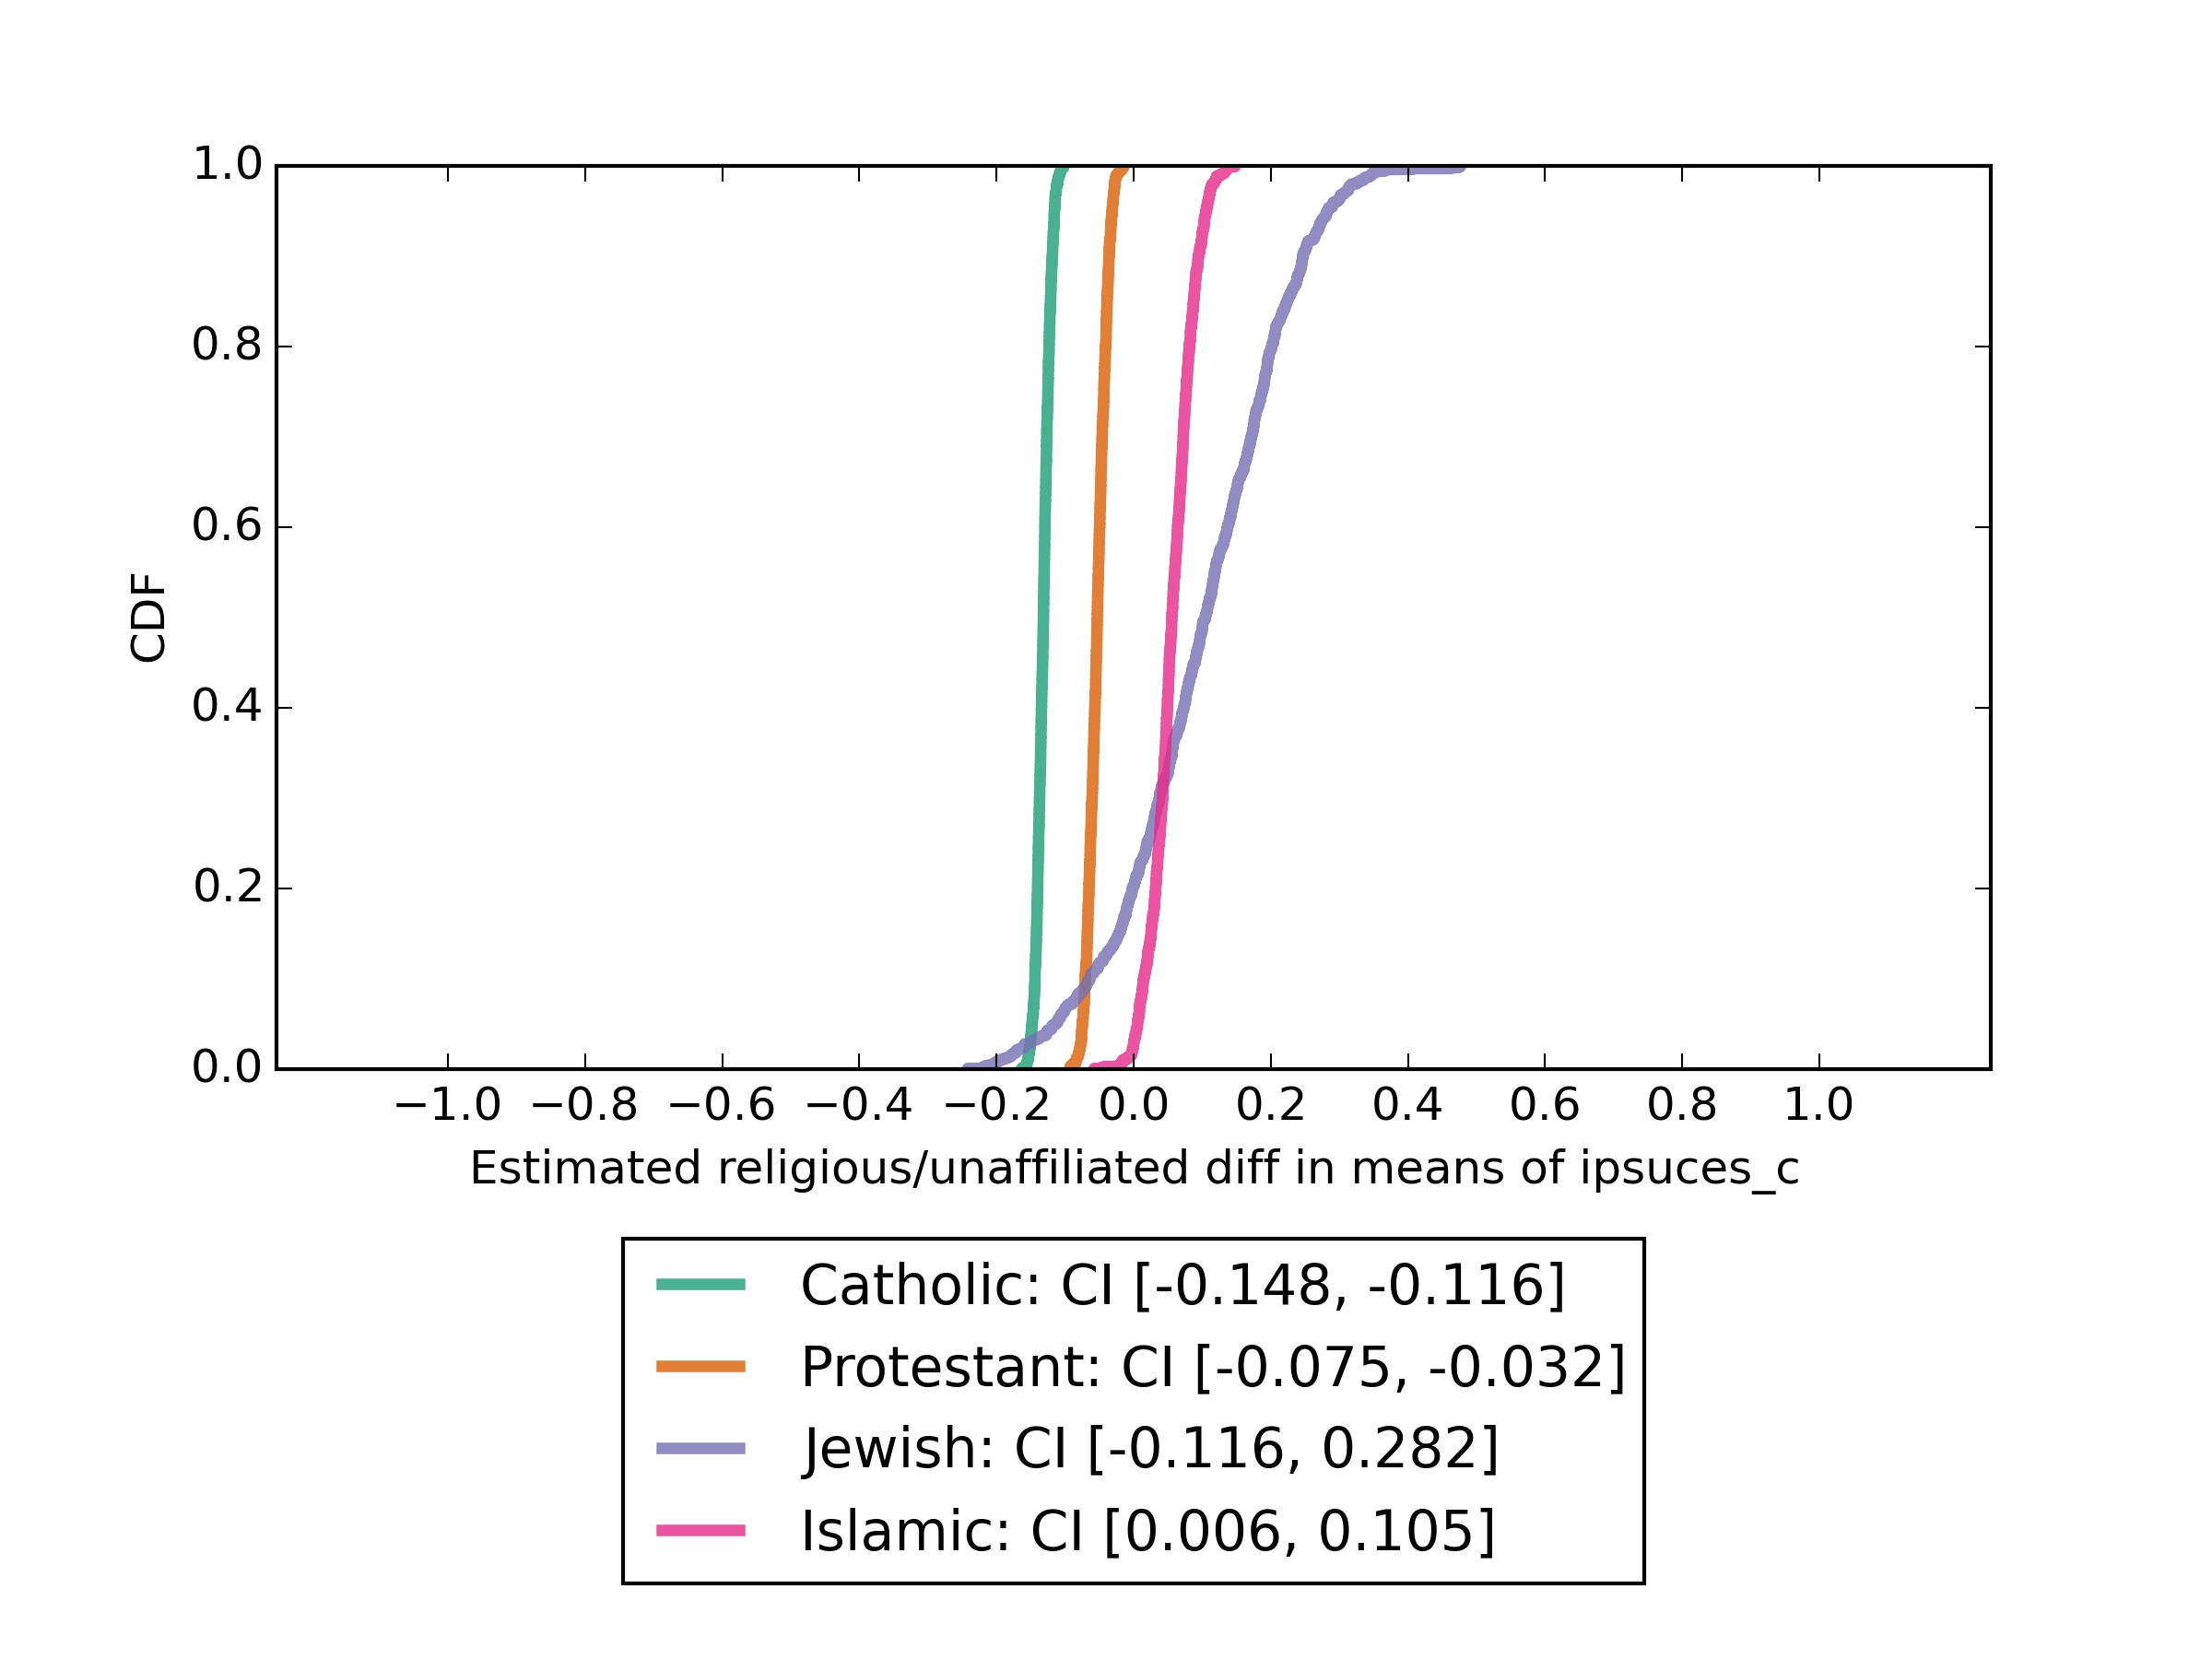 1.0
0.8
0.6
0.4
0.2
0.0
CDF
−1.0 −0.8 −0.6 −0.4 −0.2 0.0 0.2 0.4 0.6 0.8 1.0
Estimated religious/unaffiliated diff in means of ipsuces_c
Catholic: CI [-0.148, -0.116]
Protestant: CI [-0.075, -0.032]
Jewish: CI [-0.116, 0.282]
Islamic: CI [0.006, 0.105]